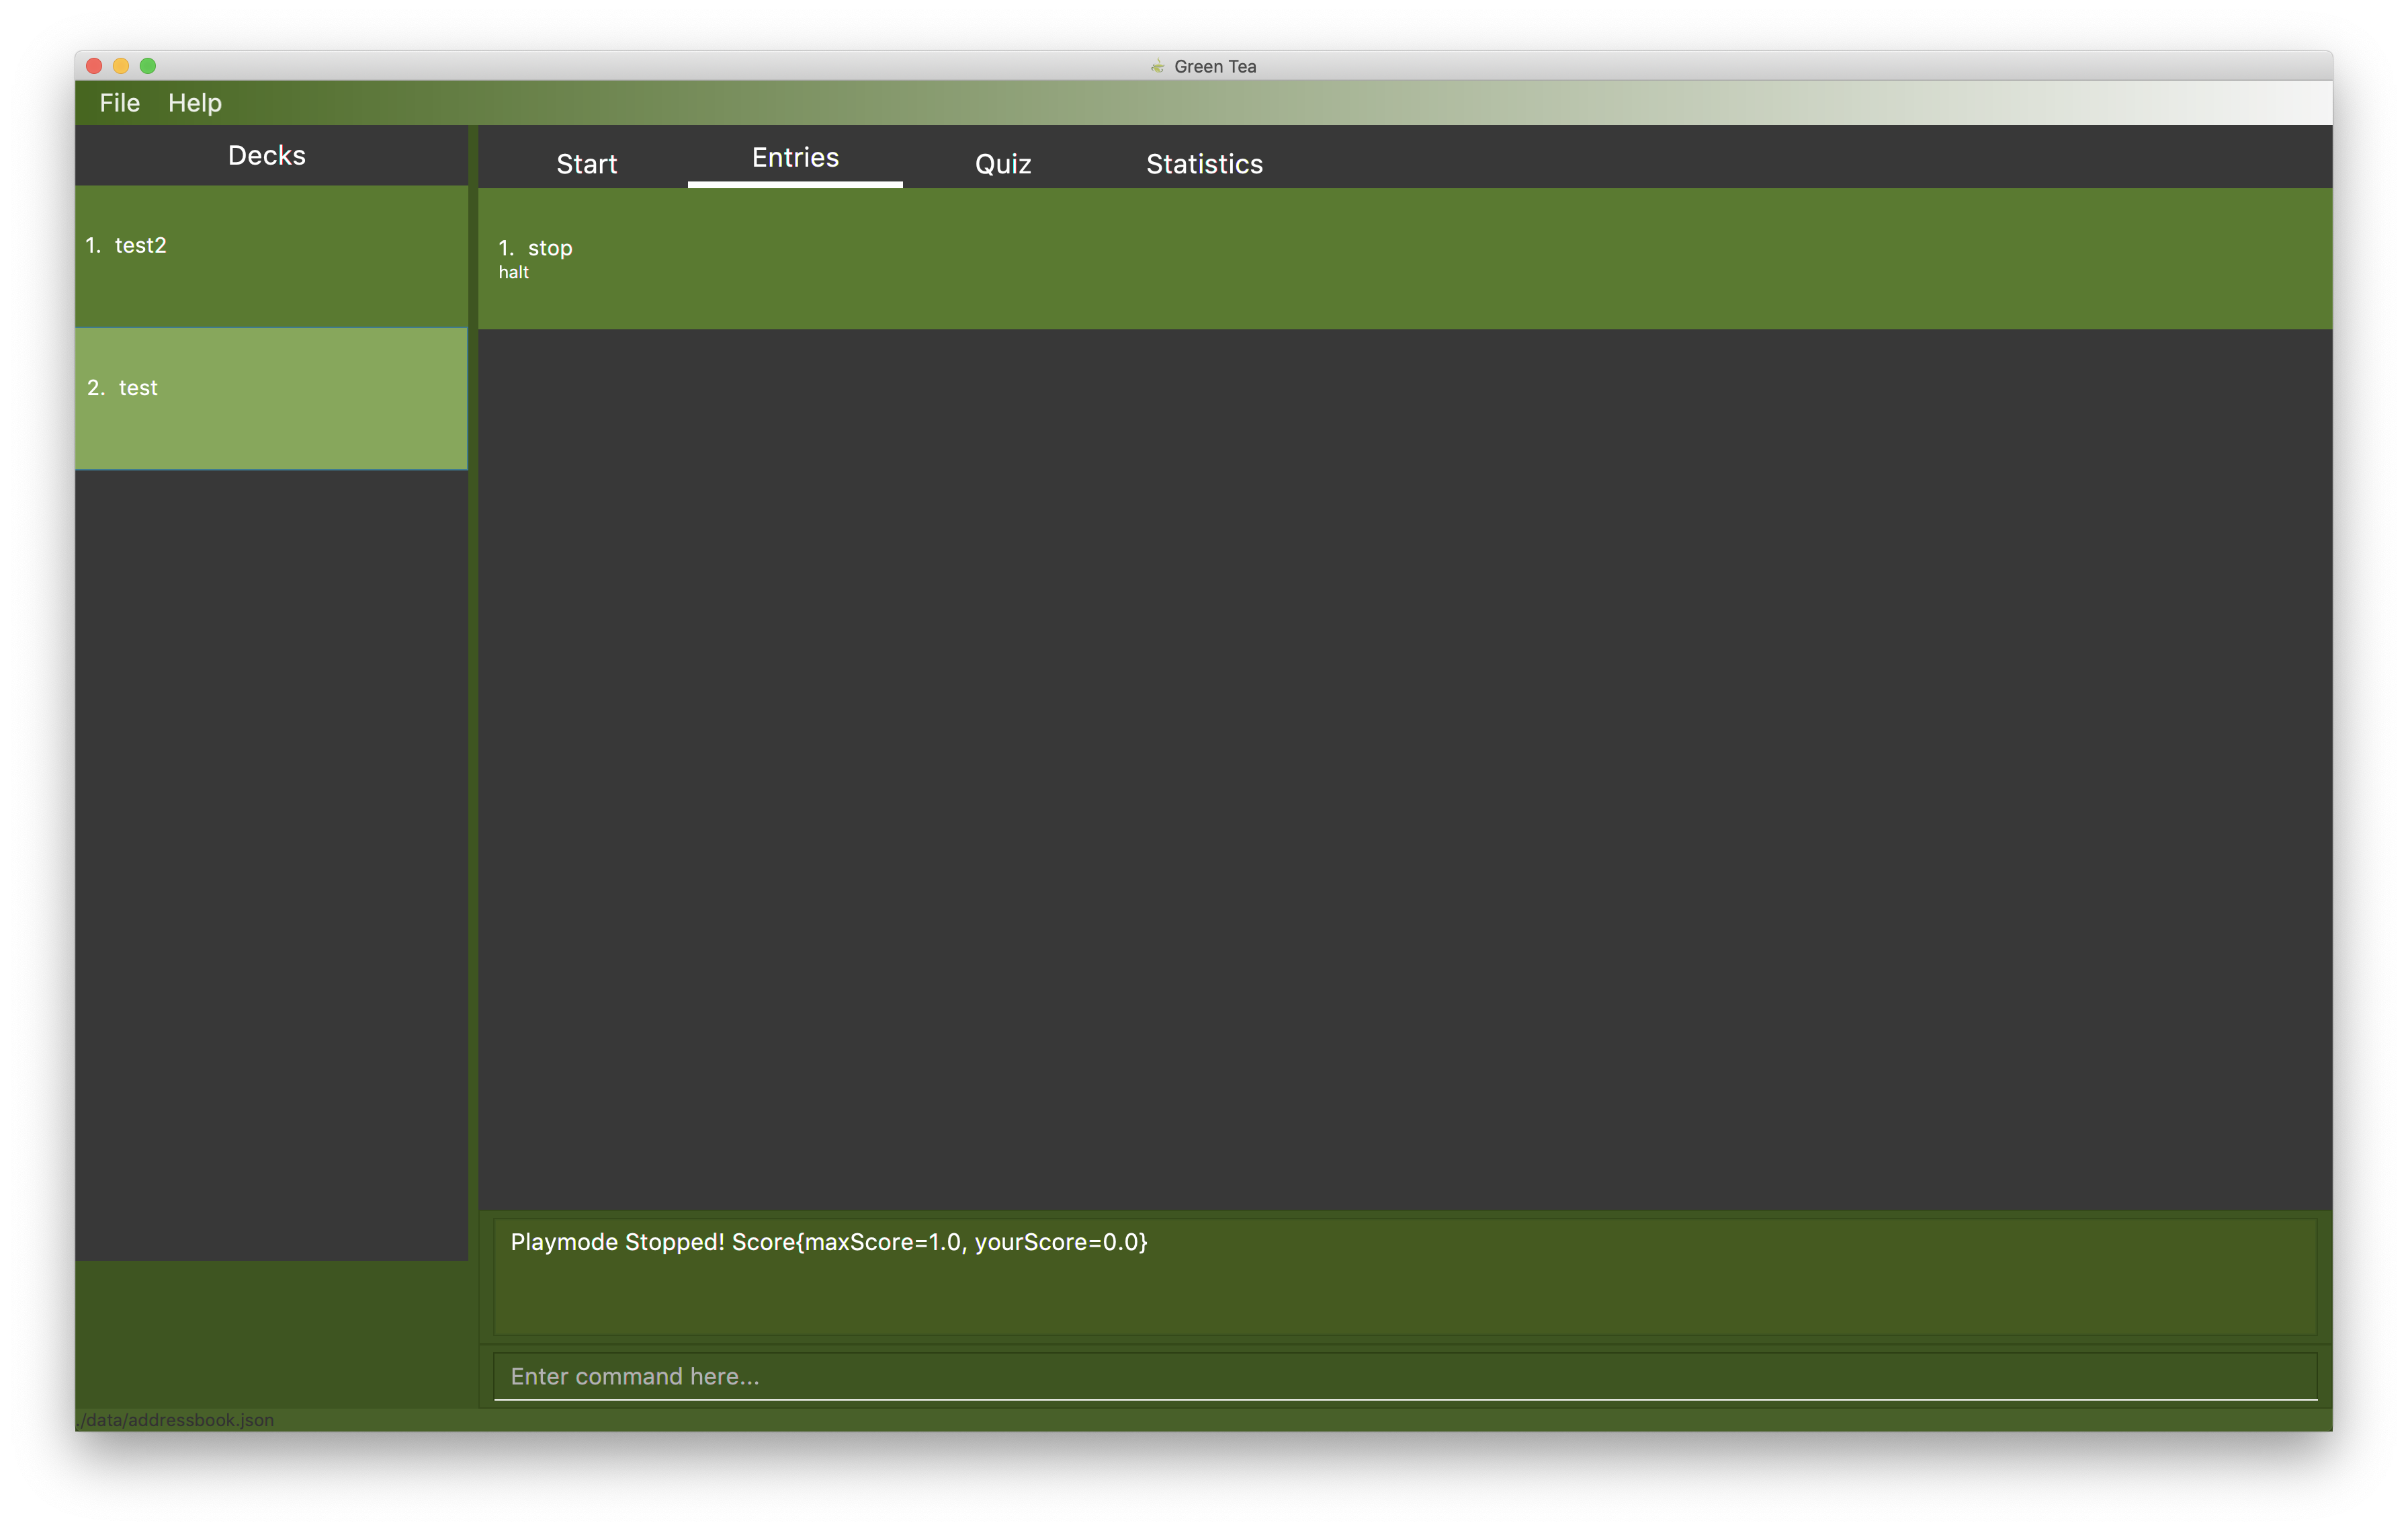 Green Tea
File Help
Decks
Start Entries Quiz Statistics
1. test2
2. test
1. stop
halt
Playmode Stopped! Score{maxScore=1.0, yourScore=0.0}
Enter command here...
./data/addressbook.json